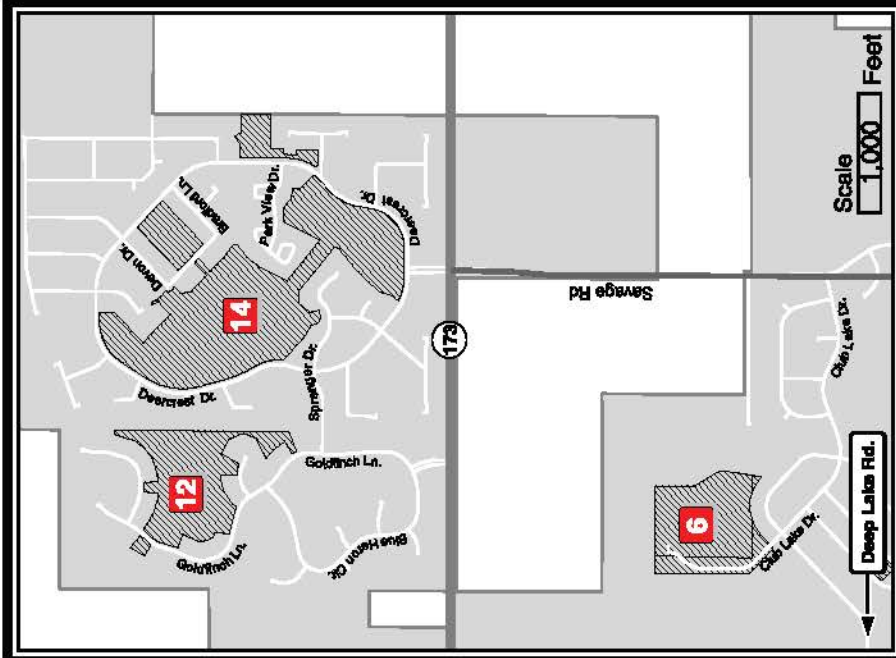 Devon Dr.
Bradford Ln.
Park View Dr.
Deercrest Dr.
14
Deercrest Dr.
Spranger Dr.
12
Goldfinch Ln.
Goldfinch Ln.
Blue Heron Cir.
173
Savage Rd
Scale
1,000 Feet
Club Lake Dr.
6
Club Lake Dr.
Deep Lake Rd.